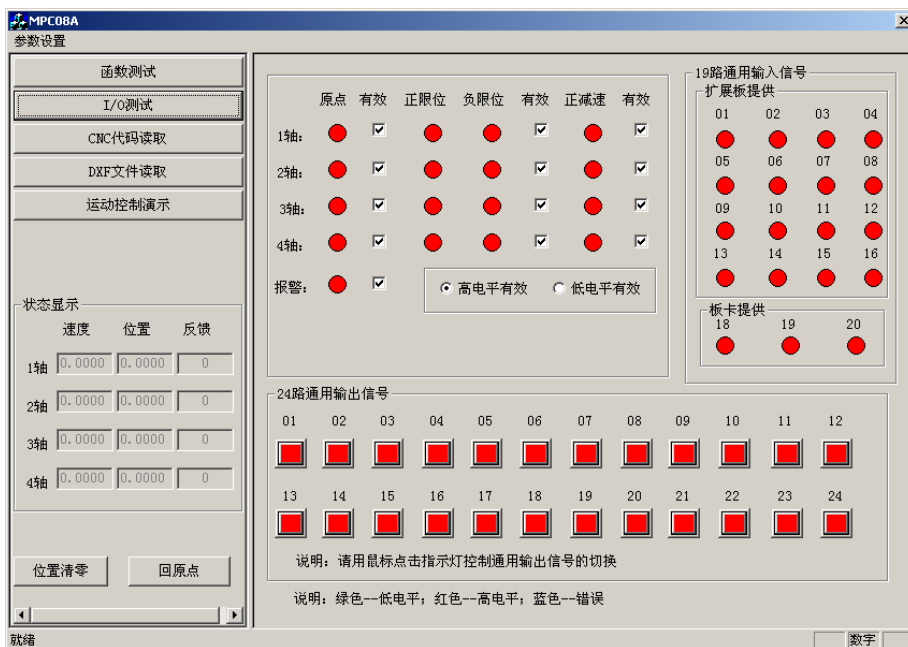 MPC08A
参数设置
函数测试
I/O测试
CNC代码读取
DXF文件读取
运动控制演示
状态显示
速度 位置 反馈
1轴 0.0000 0.0000 0
2轴 0.0000 0.0000 0
3轴 0.0000 0.0000 0
4轴 0.0000 0.0000 0
位置清零 回原点
原点 有效 正限位 负限位 有效 正减速 有效
1轴:
2轴:
3轴:
4轴:
报警:
高电平有效 低电平有效
19路通用输入信号
扩展板提供
01 02 03 04
05 06 07 08
09 10 11 12
13 14 15 16
板卡提供
18 19 20
24路通用输出信号
01 02 03 04 05 06 07 08 09 10 11 12
13 14 15 16 17 18 19 20 21 22 23 24
说明: 请用鼠标点击指示灯控制通用输出信号的切换
说明: 绿色--低电平; 红色--高电平; 蓝色--错误
就绪 数字